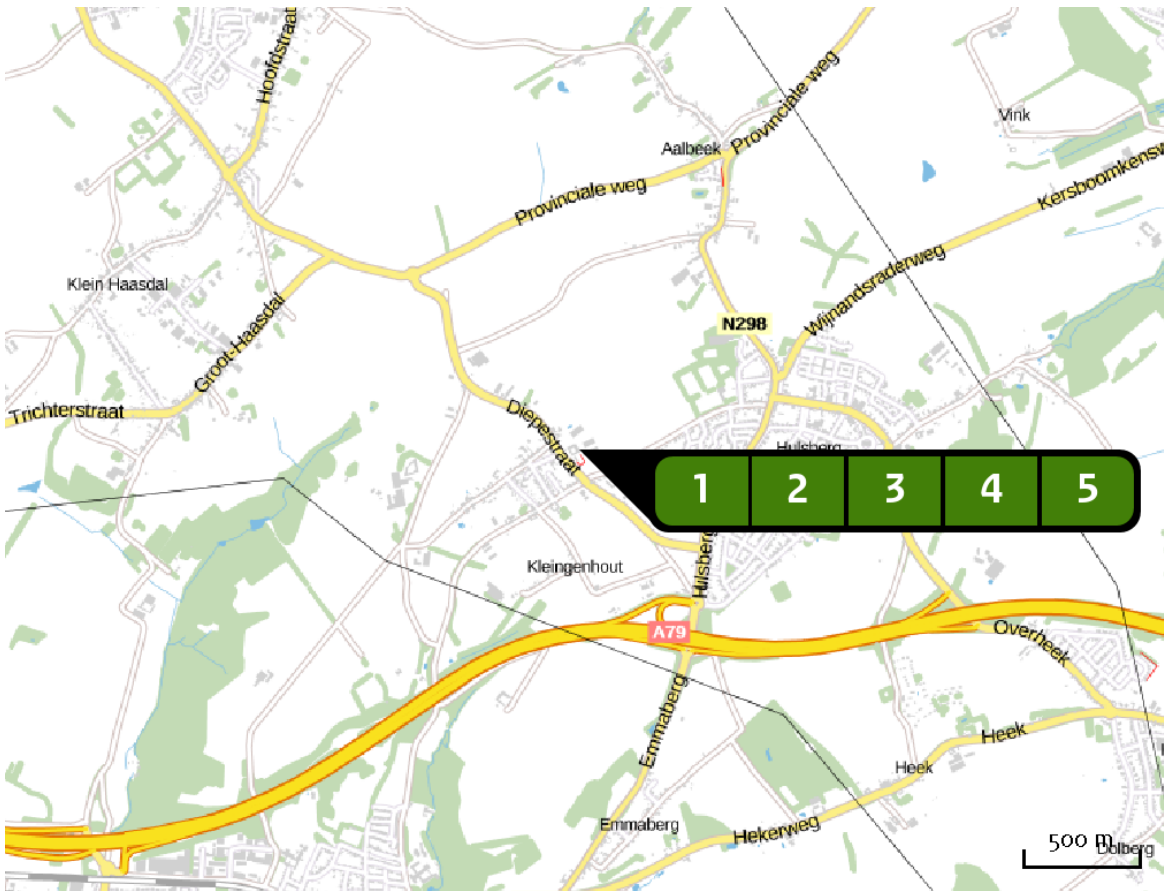 Hoofdstraat
Provinciale weg
Vink
Aalbeek
Kersboomkensw
Provinciale weg
Klein Haasdal
Wijnandsraderweg
N298
Groot-Haasdal
Trichterstraat
Diepestraat
Hulsberg
1 2 3 4 5
Kleingenhout
Hulsberg
A79
Overheek
Emmaberg
Heek
Heek
Emmaberg
Hekerweg
500 m
Dolberg